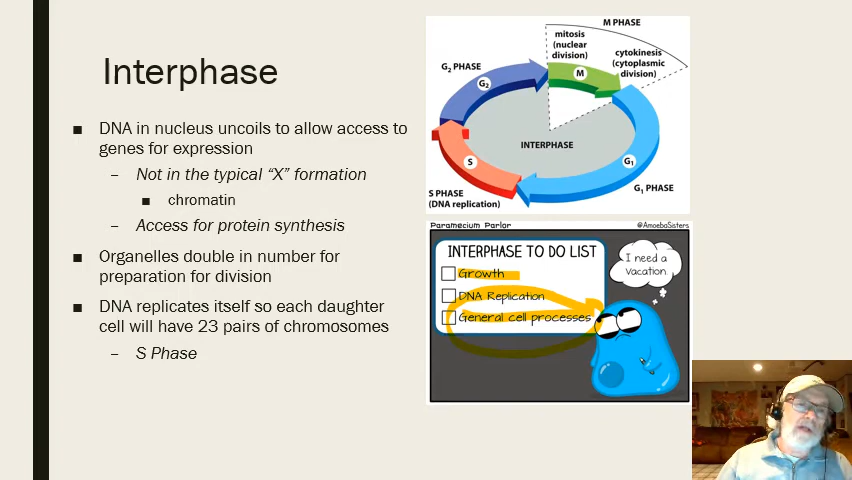 Interphase
■ DNA in nucleus uncoils to allow access to
genes for expression
– Not in the typical “X” formation
■ chromatin
– Access for protein synthesis
■ Organelles double in number for
preparation for division
■ DNA replicates itself so each daughter
cell will have 23 pairs of chromosomes
– S Phase
M PHASE
mitosis
(nuclear
division)
cytokinesis
(cytoplasmic
division)
G₂ PHASE
G₂
M
INTERPHASE
S
G₁
S PHASE
(DNA replication)
G₁ PHASE
Paramecium Parlor
@AmoebaSisters
INTERPHASE TO DO LIST
Growth
DNA Replication
General cell processes
I need a
vacation.